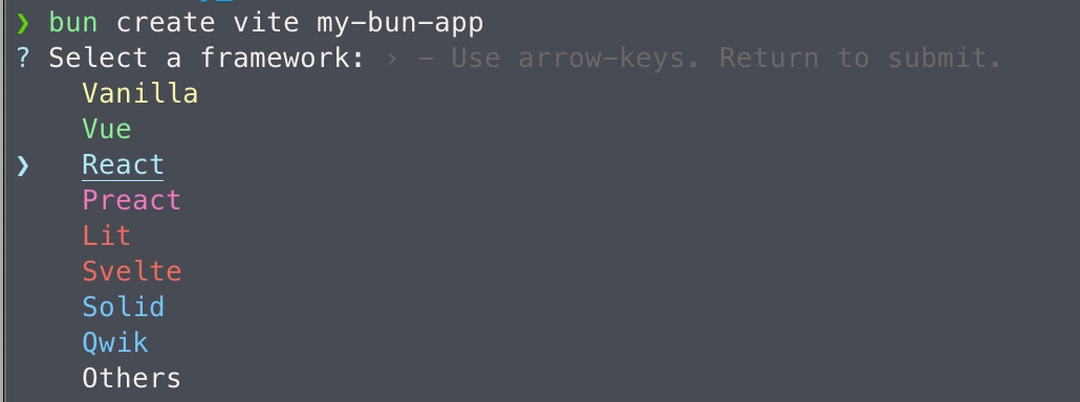 ❯ bun create vite my-bun-app
? Select a framework: › - Use arrow-keys. Return to submit.
Vanilla
Vue
❯ React
Preact
Lit
Svelte
Solid
Qwik
Others